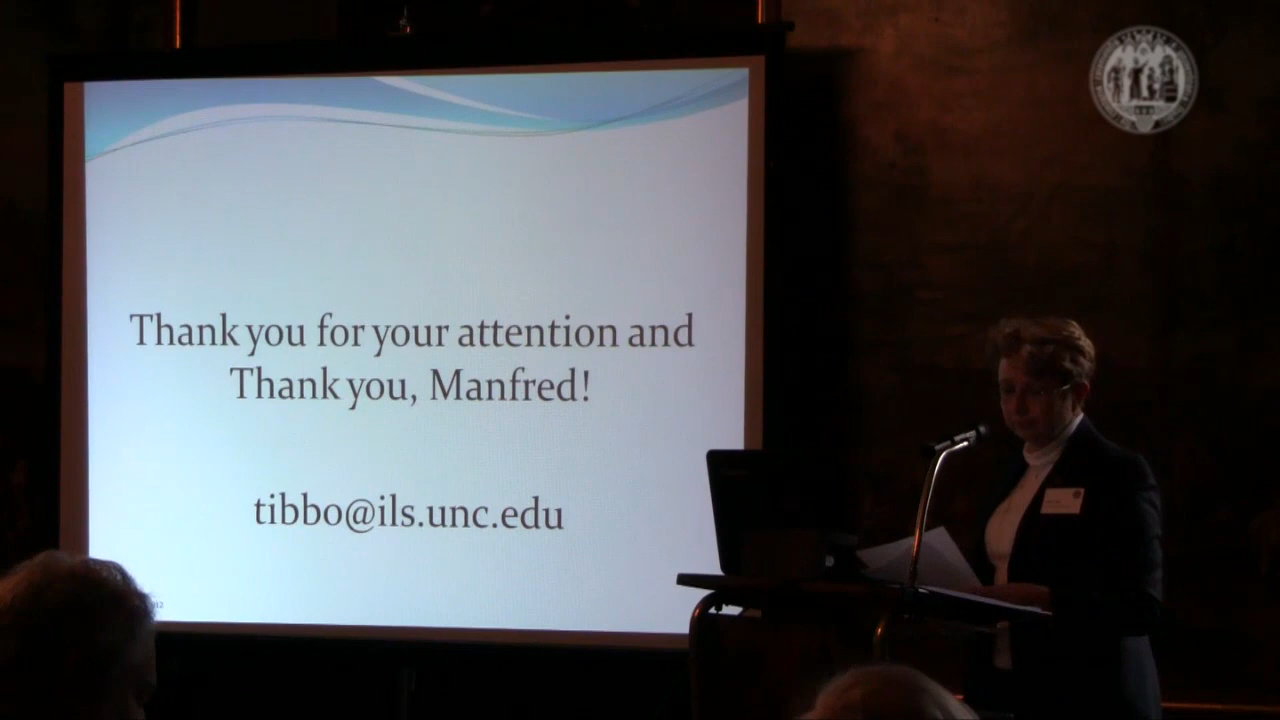 Thank you for your attention and
Thank you, Manfred!
tibbo@ils.unc.edu